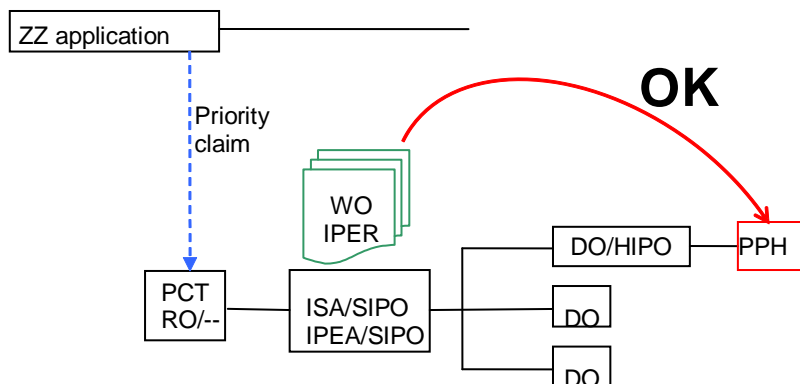 ZZ application
OK
Priority
claim
WO
IPER
DO/HIPO
PPH
PCT
RO/--
ISA/SIPO
IPEA/SIPO
DO
DO